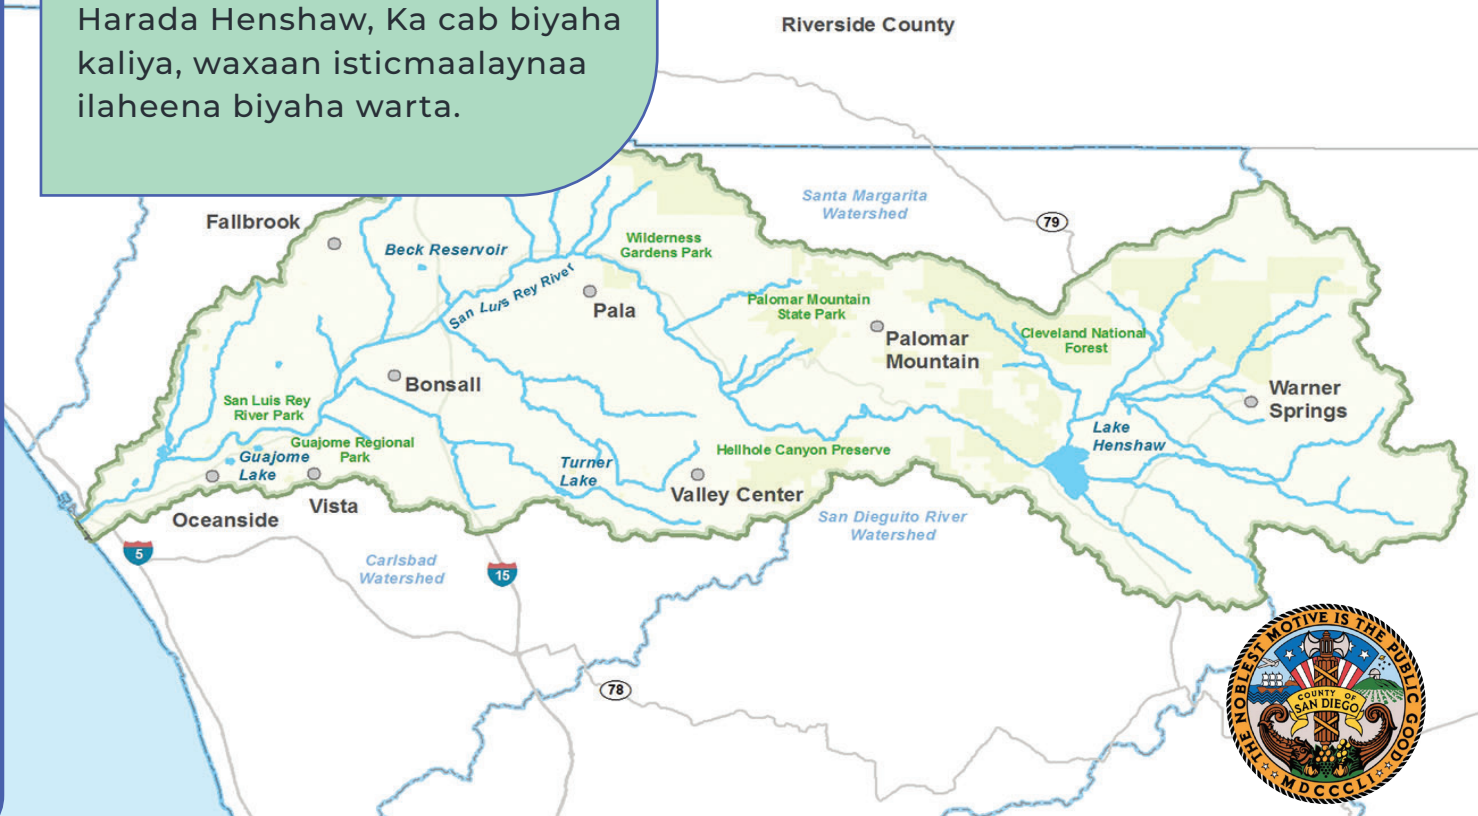 Harada Henshaw, Ka cab biyaha
kaliya, waxaan isticmaalaynaa
ilaheena biyaha warta.
Riverside County
Santa Margarita
Watershed
79
Fallbrook
Beck Reservoir
Wilderness
Gardens Park
San Luis Rey River
Pala
Palomar Mountain
State Park
Palomar
Mountain
Cleveland National
Forest
Bonsall
Warner
Springs
San Luis Rey
River Park
Lake
Henshaw
Guajome Regional
Park
Guajome
Lake
Hellhole Canyon Preserve
Turner
Lake
Valley Center
Vista
Oceanside
San Dieguito River
Watershed
5
Carlsbad
Watershed
15
78
THE NOBLEST MOTIVE IS THE PUBLIC GOOD
COUNTY OF
SAN DIEGO
MDCCCLII